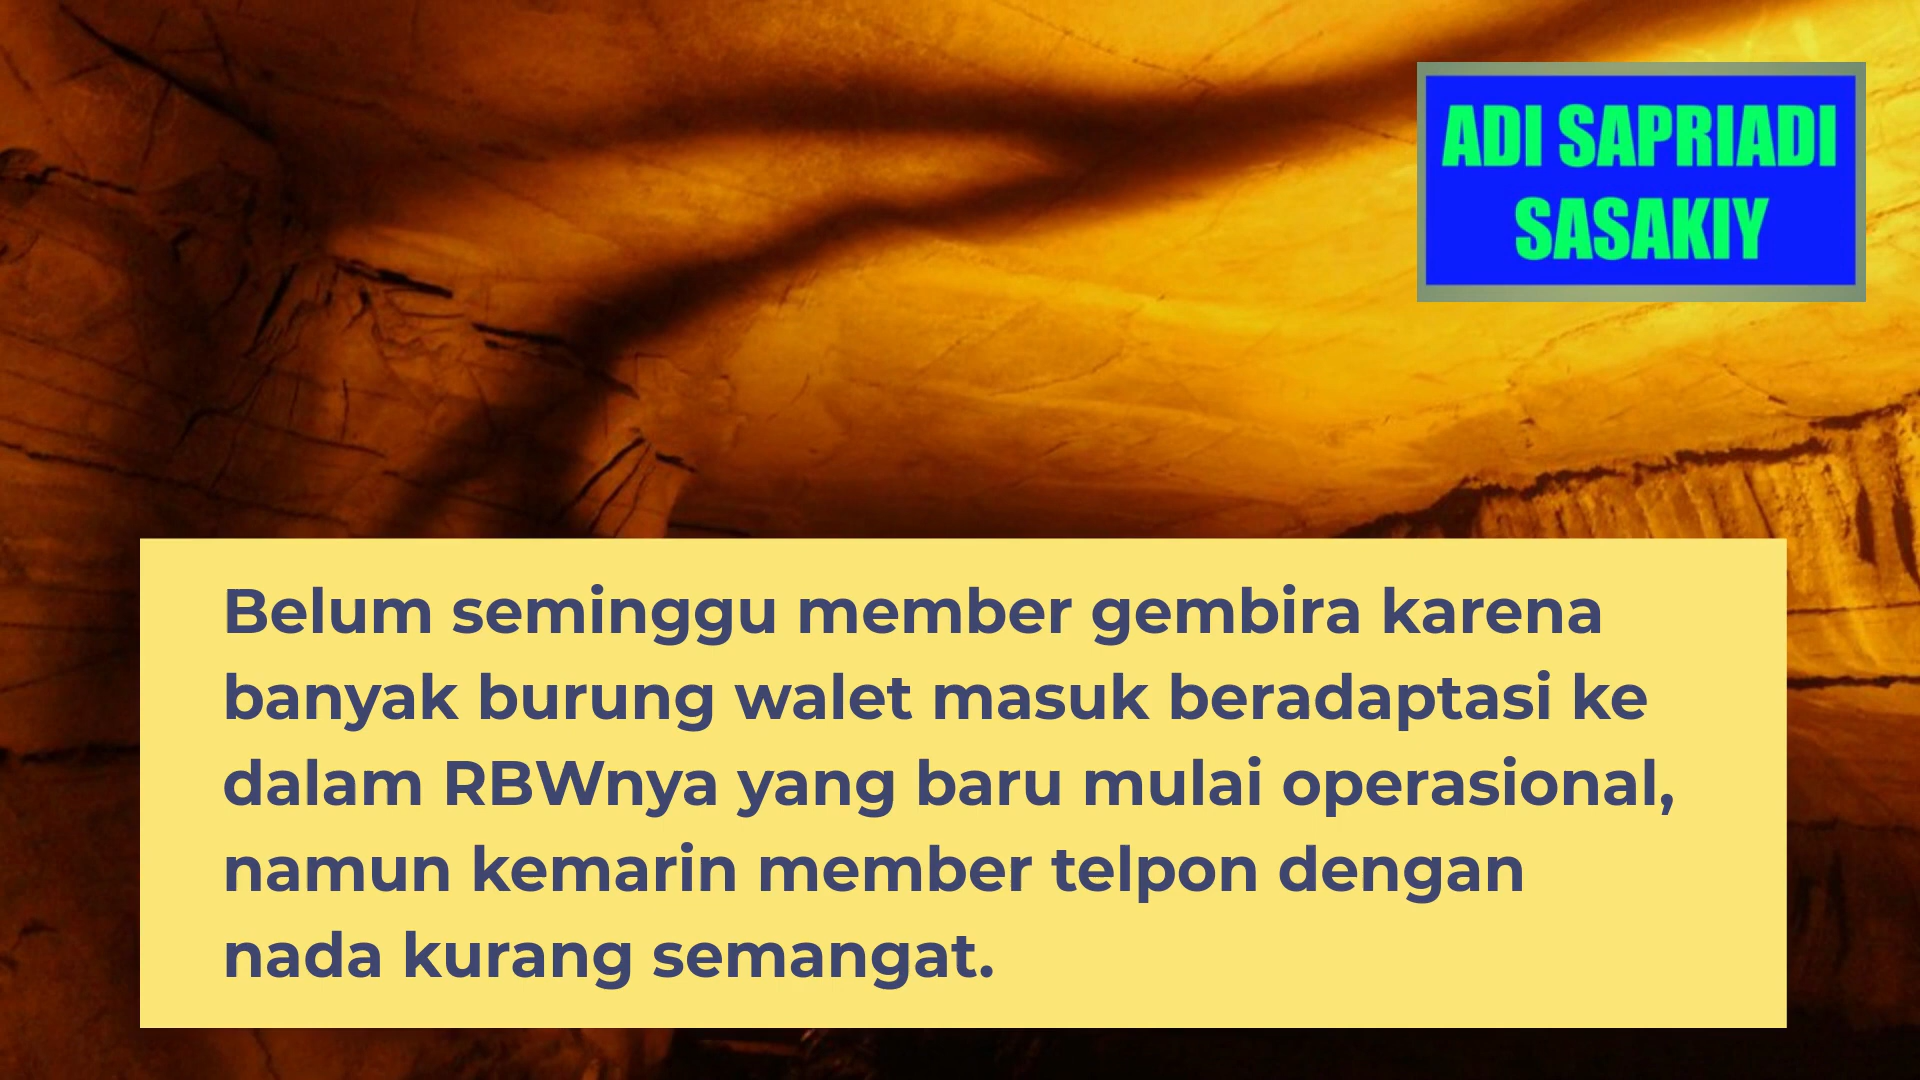 ADI SAPRIADI
SASAKIY
Belum seminggu member gembira karena
banyak burung walet masuk beradaptasi ke
dalam RBWnya yang baru mulai operasional,
namun kemarin member telpon dengan
nada kurang semangat.